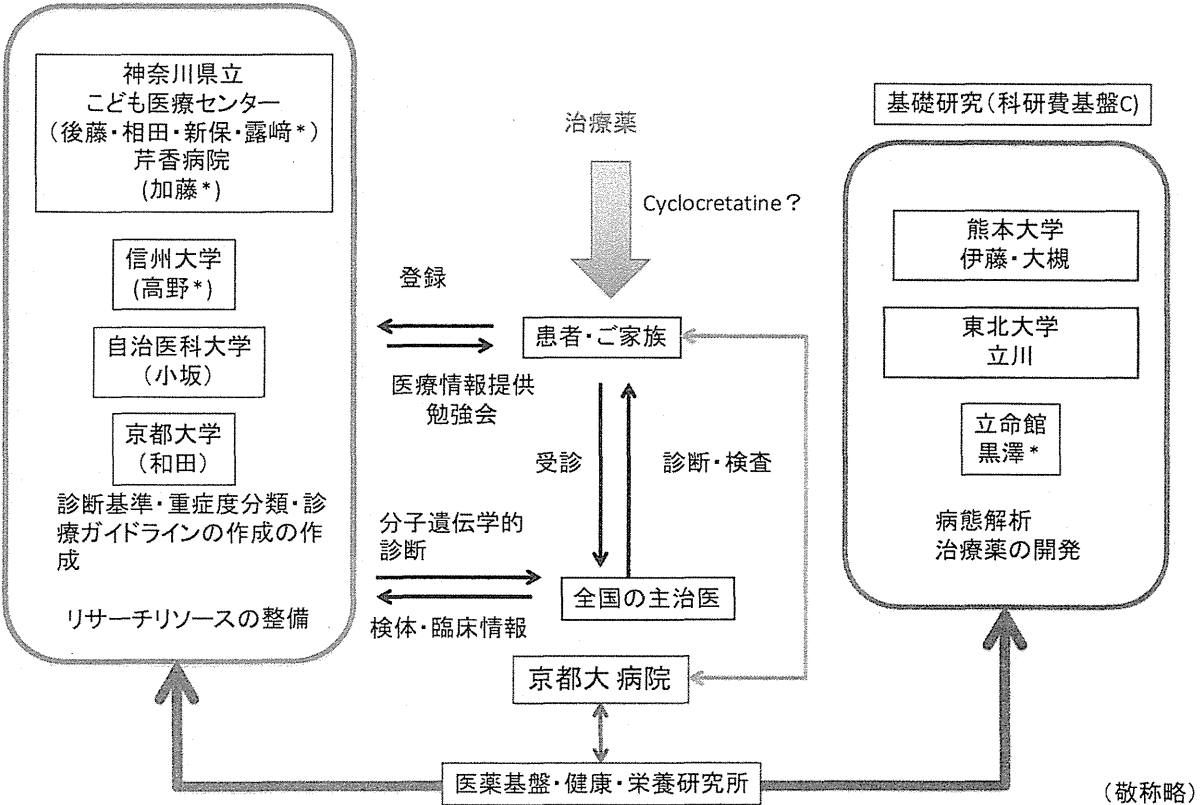 神奈川県立
こども医療センター
(後藤・相田・新保・露﨑*)
芹香病院
(加藤*)
信州大学
(高野*)
自治医科大学
(小坂)
京都大学
(和田)
診断基準・重症度分類・診
療ガイドラインの作成の作
成
リサーチリソースの整備
治療薬
Cyclocretatine?
登録
患者・ご家族
医療情報提供
勉強会
受診
診断・検査
分子遺伝学的
診断
全国の主治医
検体・臨床情報
京都大 病院
医薬基盤・健康・栄養研究所
基礎研究(科研費基盤C)
熊本大学
伊藤・大槻
東北大学
立川
立命館
黒澤*
病態解析
治療薬の開発
(敬称略)